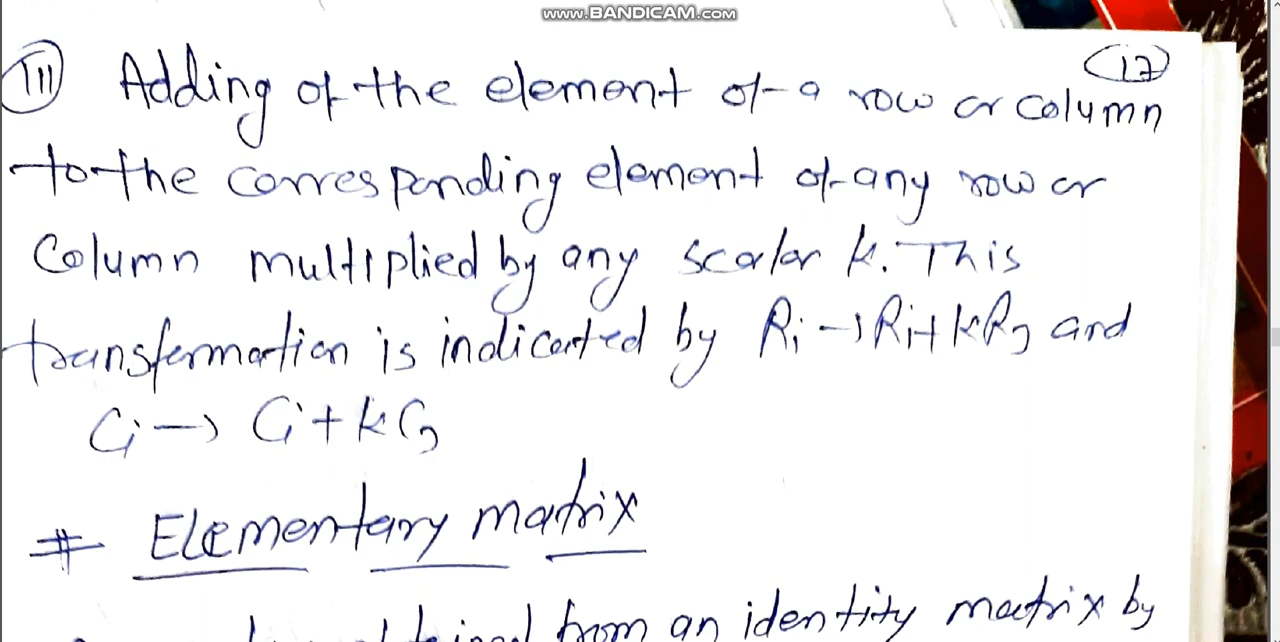 www.BANDICAM.com
17
III Adding of the element of a row or column
to the corresponding element of any row or
Column multiplied by any scalar k. This
transformation is indicated by Ri → Ri + kRj and
Ci → Ci + kCj
# Elementary matrix
from an identity matrix by